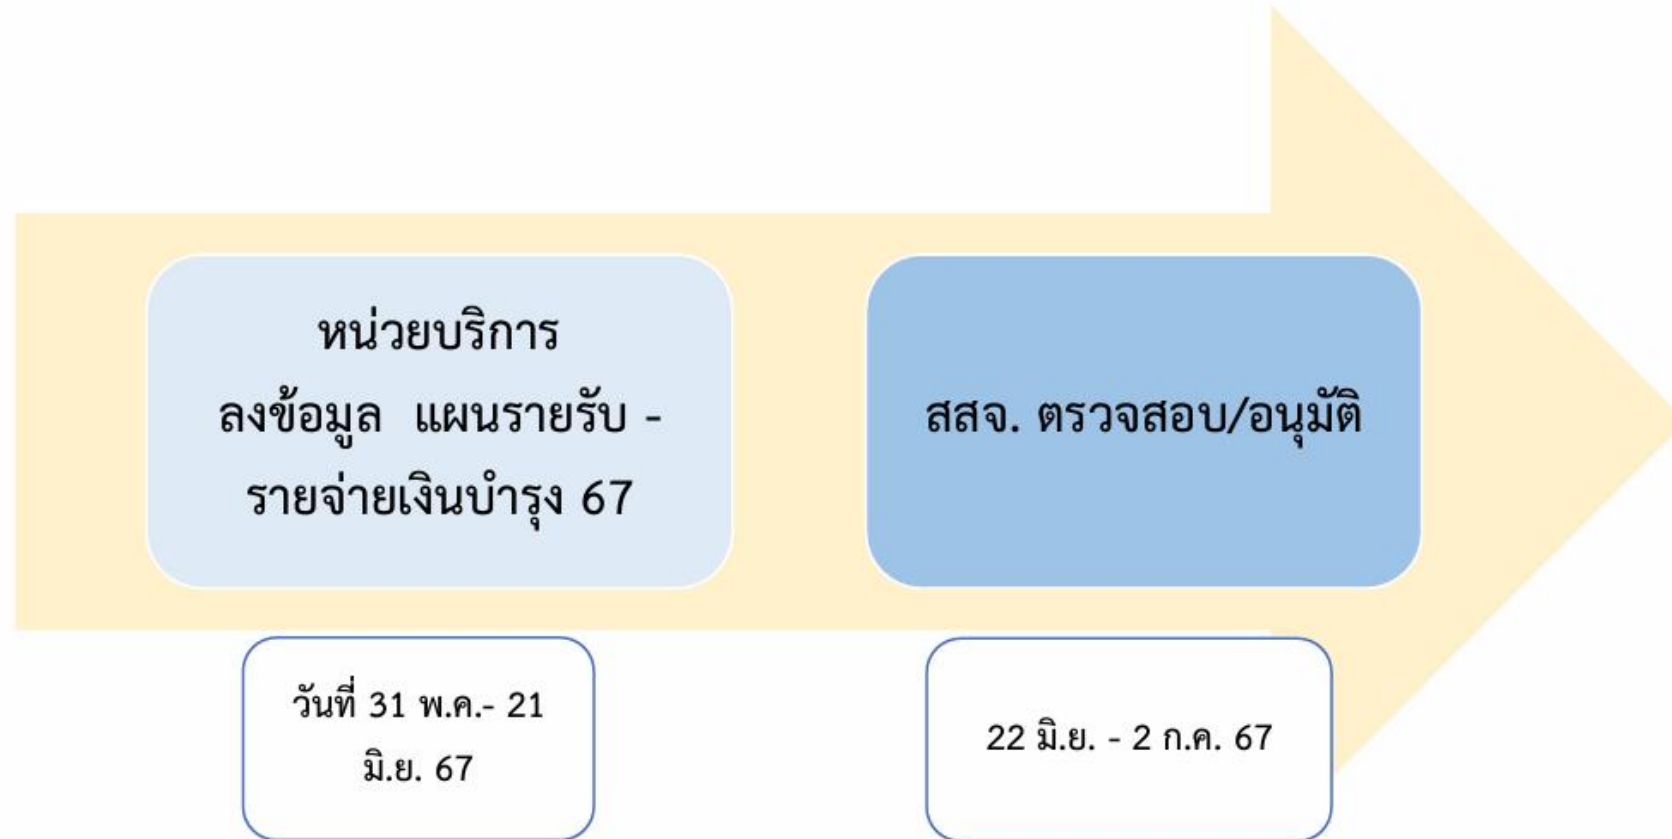 หน่วยบริการ
ลงข้อมูล แผนรายรับ -
รายจ่ายเงินบำรุง 67
สสจ. ตรวจสอบ/อนุมัติ
วันที่ 31 พ.ค.- 21
มิ.ย. 67
22 มิ.ย. - 2 ก.ค. 67